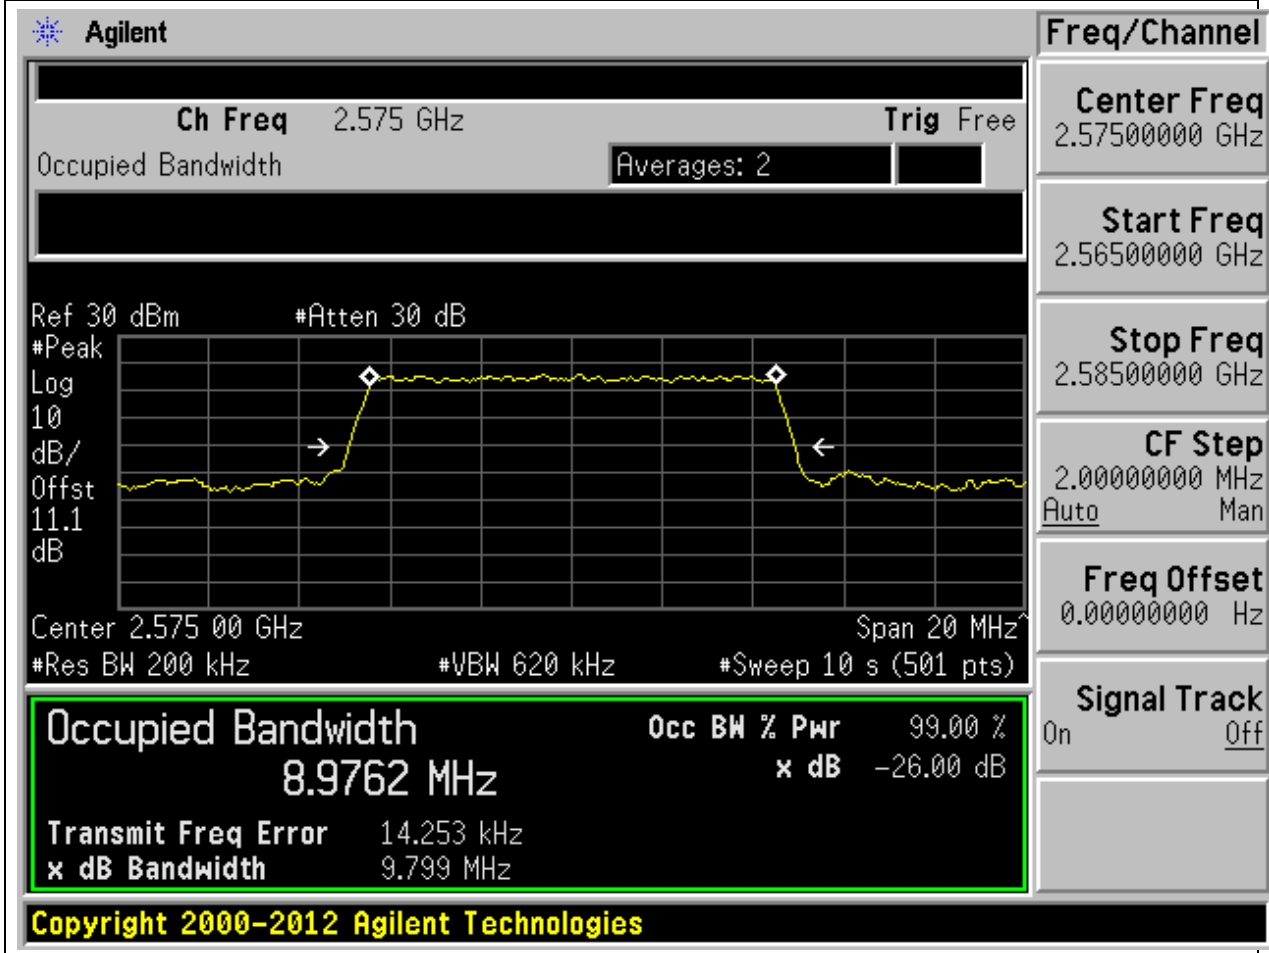 Agilent
Freq/Channel
Ch Freq 2.575 GHz Trig Free
Occupied Bandwidth Averages: 2
Center Freq
2.57500000 GHz
Start Freq
2.56500000 GHz
Stop Freq
2.58500000 GHz
CF Step
2.00000000 MHz
Auto Man
Freq Offset
0.00000000 Hz
Signal Track
On Off
Ref 30 dBm #Atten 30 dB
#Peak
Log
10
dB/
Offst
11.1
dB
Center 2.575 00 GHz Span 20 MHz^
#Res BW 200 kHz #VBW 620 kHz #Sweep 10 s (501 pts)
Occupied Bandwidth Occ BW % Pwr 99.00 %
8.9762 MHz x dB -26.00 dB
Transmit Freq Error 14.253 kHz
x dB Bandwidth 9.799 MHz
Copyright 2000-2012 Agilent Technologies